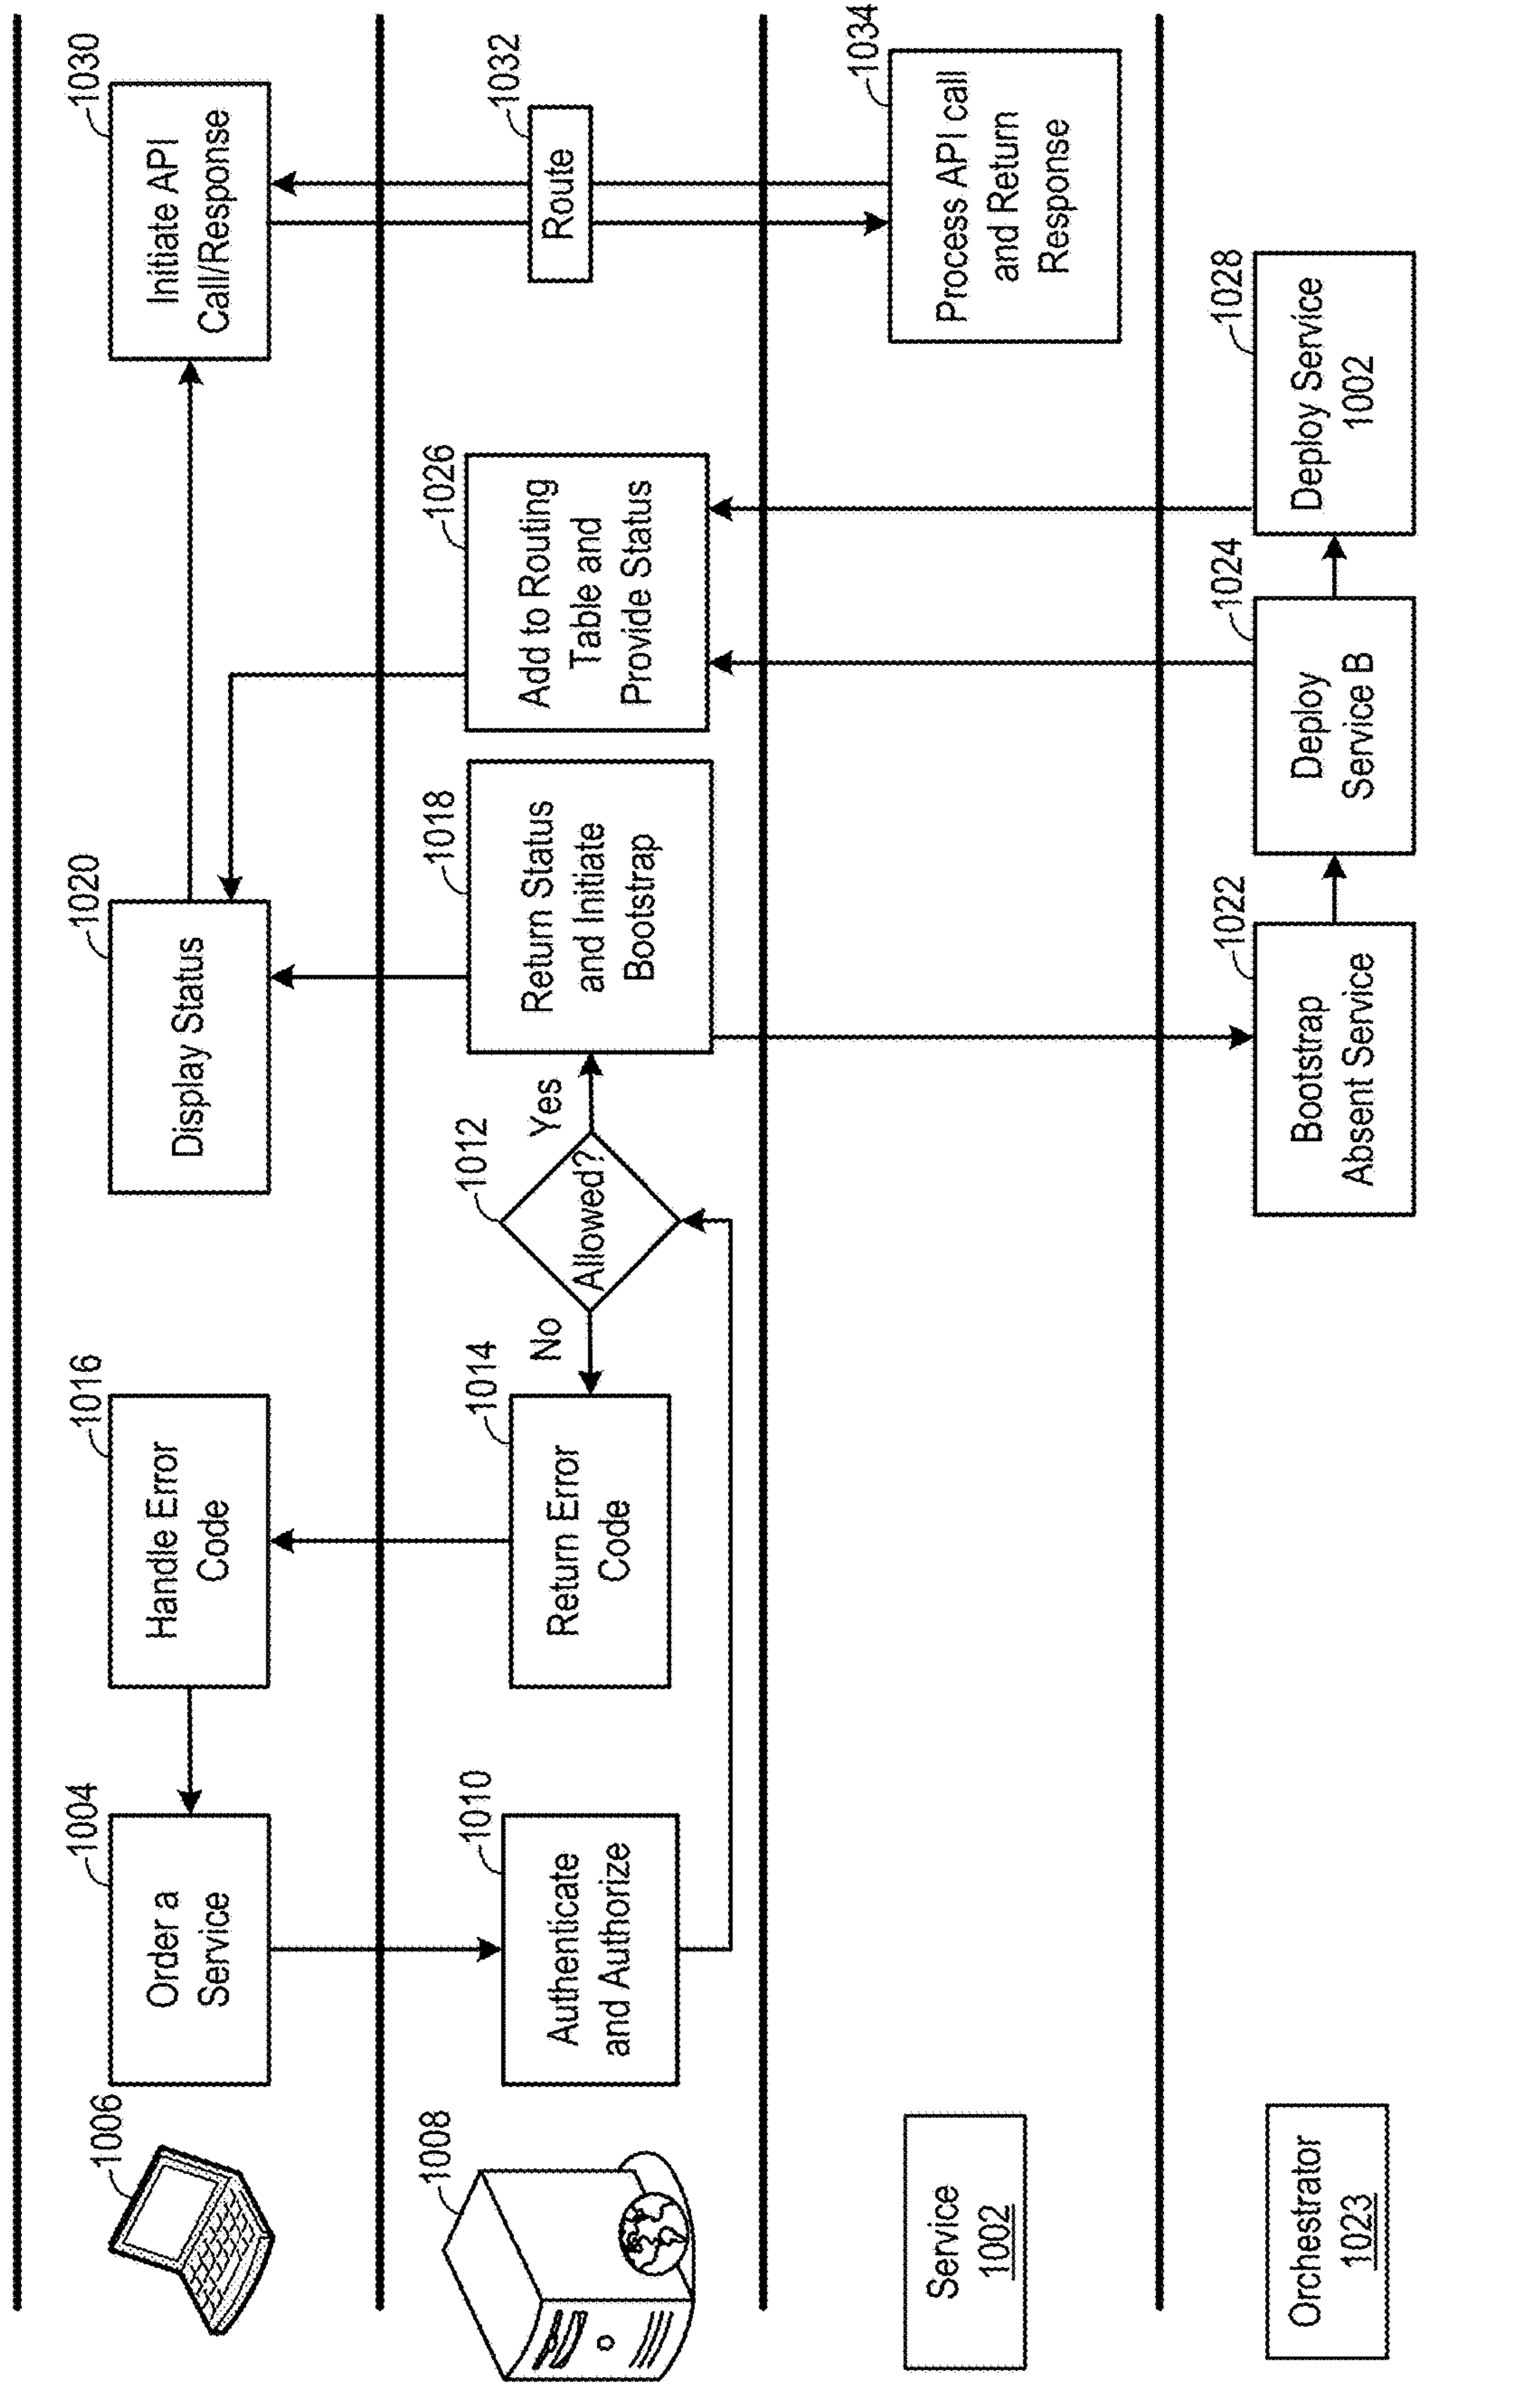 1006
1004
Order a
Service
1016
Handle Error
Code
1020
Display Status
1030
Initiate API
Call/Response
1008
1010
Authenticate
and Authorize
1014
Return Error
Code
No
1012
Allowed?
Yes
1018
Return Status
and Initiate
Bootstrap
1026
Add to Routing
Table and
Provide Status
1032
Route
Service
1002
1034
Process API call
and Return
Response
Orchestrator
1023
1022
Bootstrap
Absent Service
1024
Deploy
Service B
1028
Deploy Service
1002